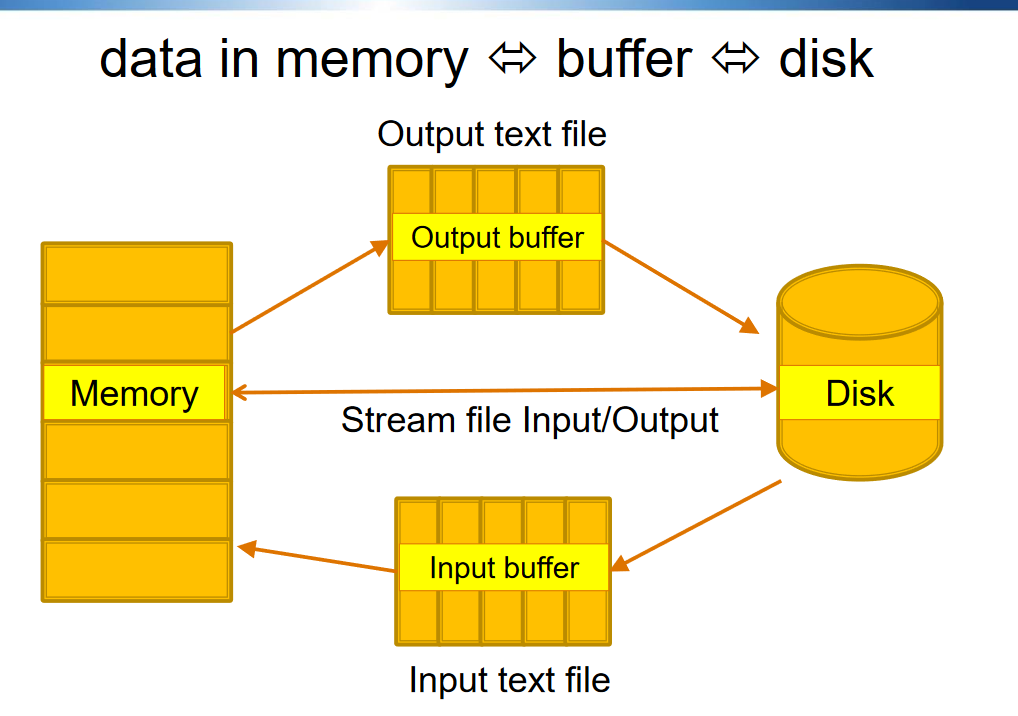 data in memory ⬄ buffer ⬄ disk
Output text file
Output buffer
Memory
Disk
Stream file Input/Output
Input buffer
Input text file